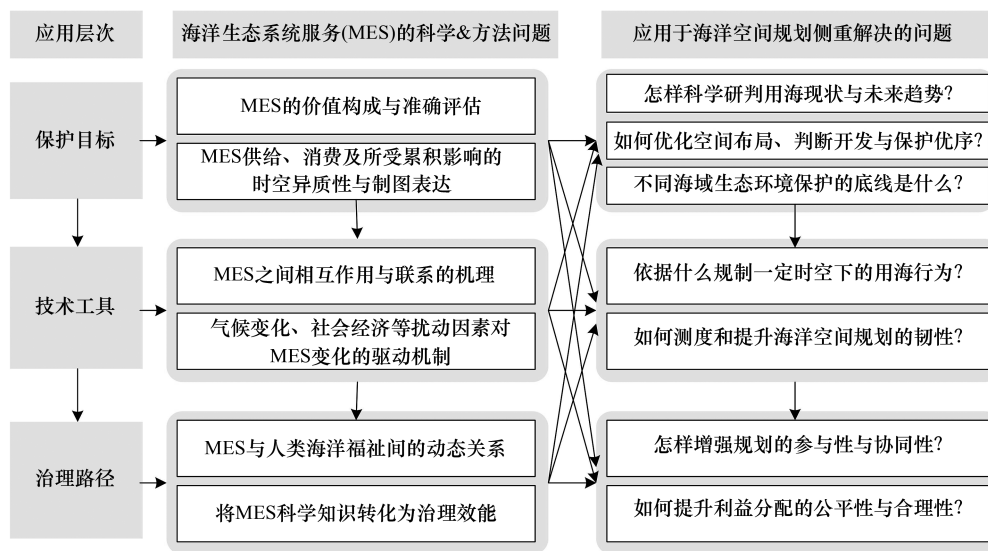 应用层次
海洋生态系统服务(MES)的科学&方法问题
应用于海洋空间规划侧重解决的问题
保护目标
MES的价值构成与准确评估
MES供给、消费及所受累积影响的
时空异质性与制图表达
怎样科学研判用海现状与未来趋势?
如何优化空间布局、判断开发与保护优序?
不同海域生态环境保护的底线是什么?
技术工具
MES之间相互作用与联系的机理
气候变化、社会经济等扰动因素对
MES变化的驱动机制
依据什么规制一定时空下的用海行为?
如何测度和提升海洋空间规划的韧性?
治理路径
MES与人类海洋福祉间的动态关系
将MES科学知识转化为治理效能
怎样增强规划的参与性与协同性?
如何提升利益分配的公平性与合理性?